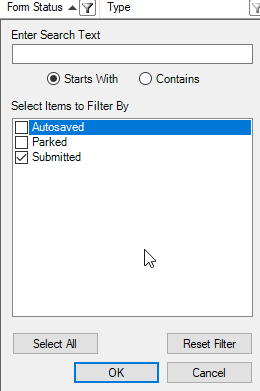 Form Status Type
Enter Search Text
Starts With Contains
Select Items to Filter By
Autosaved
Parked
Submitted
Select All Reset Filter
OK Cancel